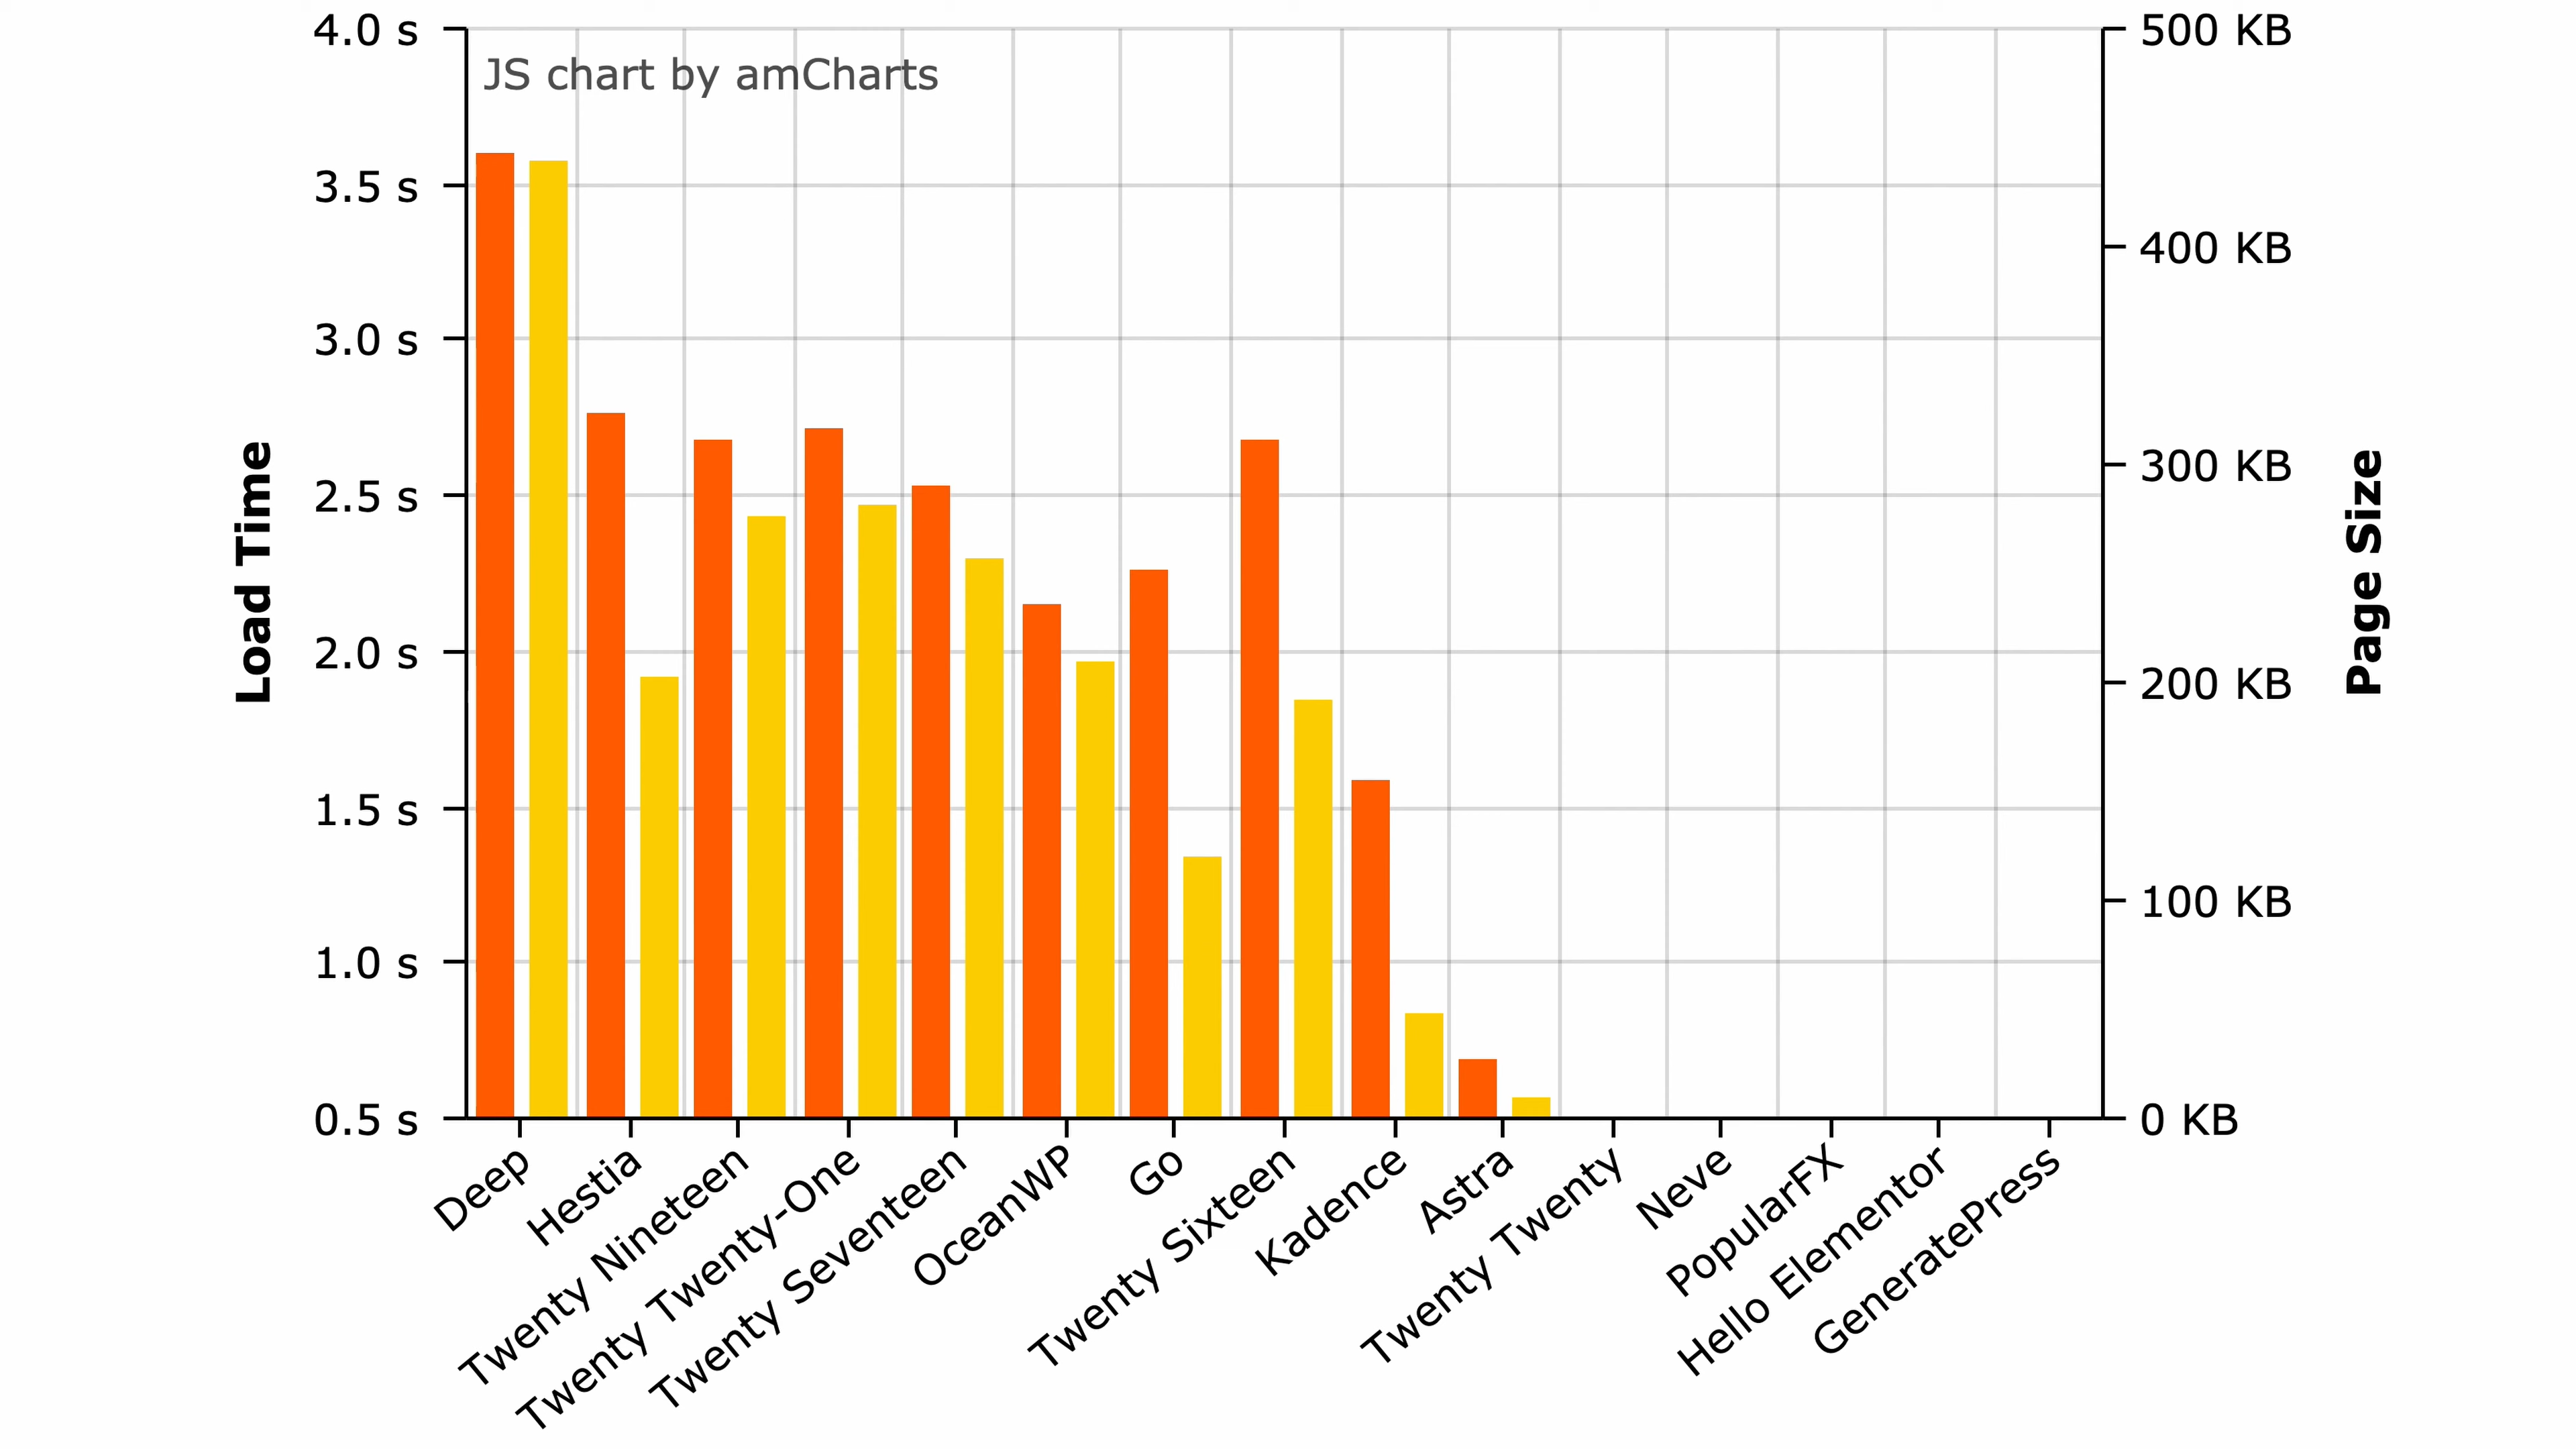 JS chart by amCharts
Load Time
4.0 s
3.5 s
3.0 s
2.5 s
2.0 s
1.5 s
1.0 s
0.5 s
500 KB
400 KB
300 KB
200 KB
100 KB
0 KB
Page Size
Deep
Hestia
Twenty Nineteen
Twenty Twenty-One
Twenty Seventeen
OceanWP
Go
Twenty Sixteen
Kadence
Astra
Twenty Twenty
Neve
PopularFX
Hello Elementor
GeneratePress